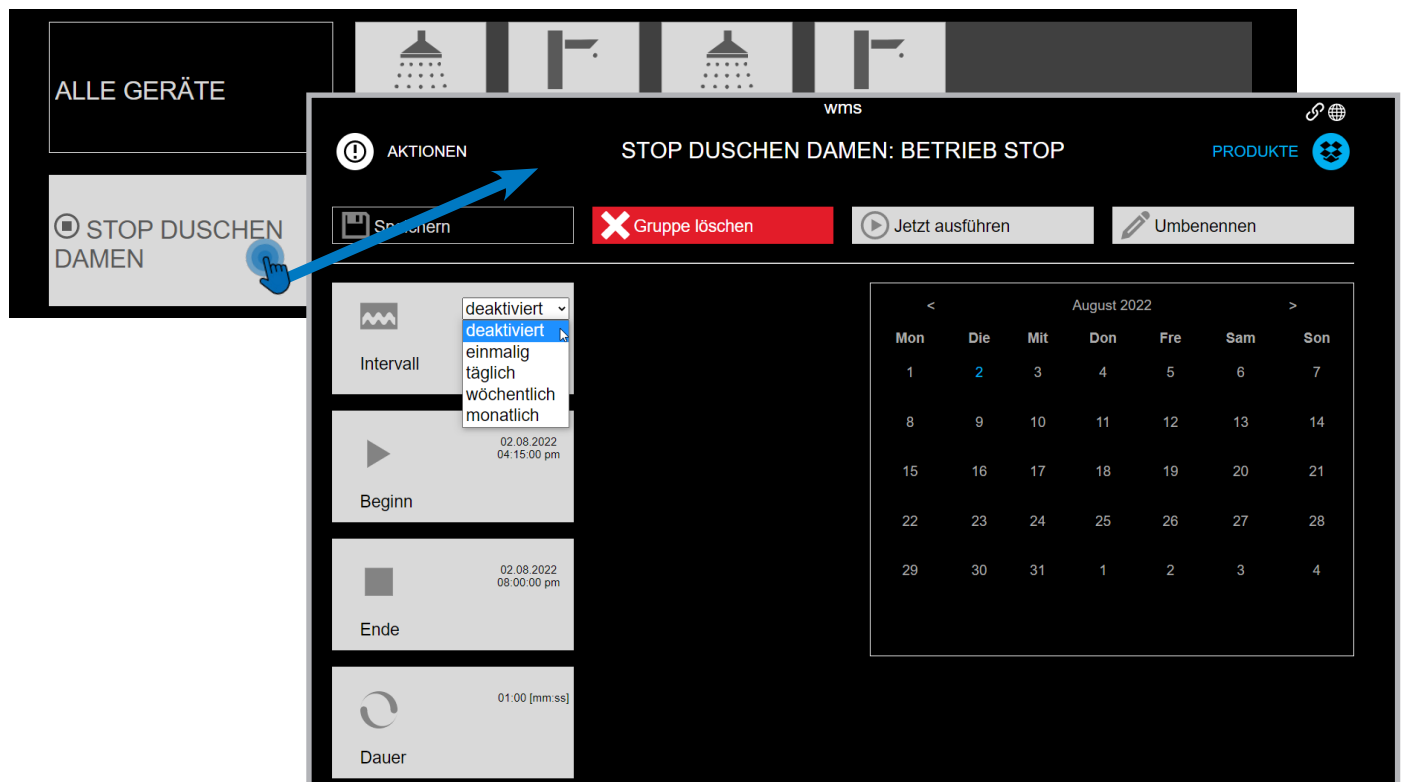 ALLE GERÄTE
STOP DUSCHEN
DAMEN
wms
AKTIONEN
STOP DUSCHEN DAMEN: BETRIEB STOP
PRODUKTE
Speichern
Gruppe löschen
Jetzt ausführen
Umbenennen
Intervall
deaktiviert
deaktiviert
einmalig
täglich
wöchentlich
monatlich
02.08.2022
04:15:00 pm
Beginn
02.08.2022
08:00:00 pm
Ende
01:00 [mm:ss]
Dauer
< August 2022 >
Mon Die Mit Don Fre Sam Son
1 2 3 4 5 6 7
8 9 10 11 12 13 14
15 16 17 18 19 20 21
22 23 24 25 26 27 28
29 30 31 1 2 3 4